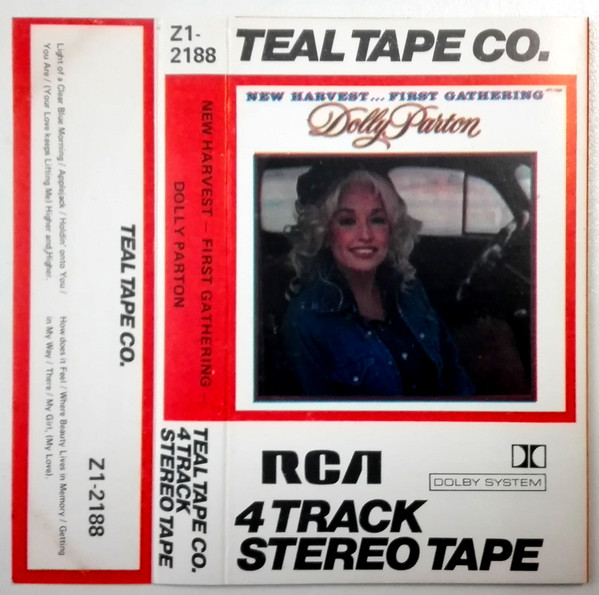 Light of a Clear Blue Morning / Applejack / Holdin' onto You /
You Are / (Your Love keeps Lifting Me) Higher and Higher.
How does it Feel / Where Beauty Lives in Memory / Getting
in My Way / There / My Girl, (My Love).
TEAL TAPE CO.
Z1-2188
Z1-
2188
NEW HARVEST — FIRST GATHERING —
DOLLY PARTON
TEAL TAPE CO.
4 TRACK
STEREO TAPE
TEAL TAPE CO.
NEW HARVEST... FIRST GATHERING
Dolly Parton
RCA
DOLBY SYSTEM
4 TRACK
STEREO TAPE